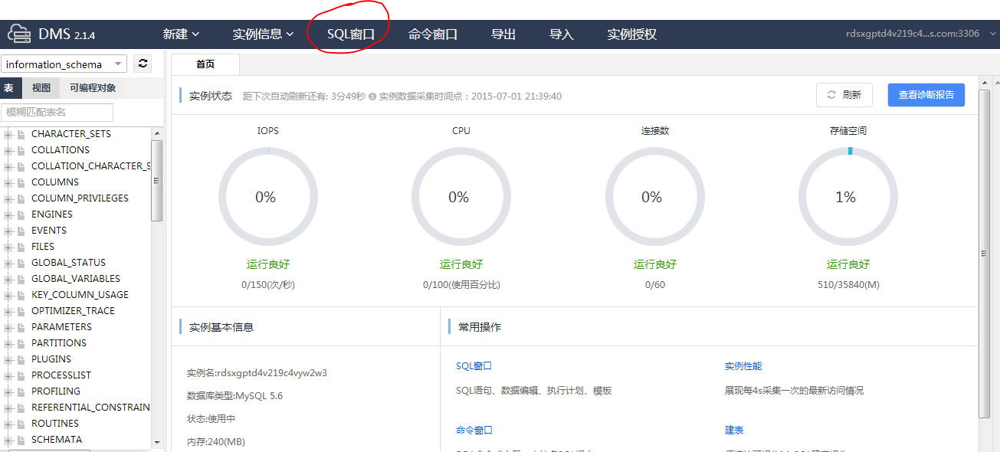 DMS 2.1.4 新建 实例信息 SQL窗口 命令窗口 导出 导入 实例授权 rdsxgptd4v219c4...s.com:3306
information_schema
首页
表 视图 可编程对象
模糊匹配表名
CHARACTER_SETS
COLLATIONS
COLLATION_CHARACTER_S
COLUMNS
COLUMN_PRIVILEGES
ENGINES
EVENTS
FILES
GLOBAL_STATUS
GLOBAL_VARIABLES
KEY_COLUMN_USAGE
OPTIMIZER_TRACE
PARAMETERS
PARTITIONS
PLUGINS
PROCESSLIST
PROFILING
REFERENTIAL_CONSTRAIN
ROUTINES
SCHEMATA
实例状态 距下次自动刷新还有: 3分49秒 实例数据采集时间点：2015-07-01 21:39:40 刷新 查看诊断报告
IOPS CPU 连接数 存储空间
0% 0% 0% 1%
运行良好 运行良好 运行良好 运行良好
0/150(次/秒) 0/100(使用百分比) 0/60 510/35840(M)
实例基本信息
实例名:rdsxgptd4v219c4vyw2w3
数据库类型:MySQL 5.6
状态:使用中
内存:240(MB)
常用操作
SQL窗口 实例性能
SQL语句、数据编辑、执行计划、模板 展现每4s采集一次的最新访问情况
命令窗口 建表